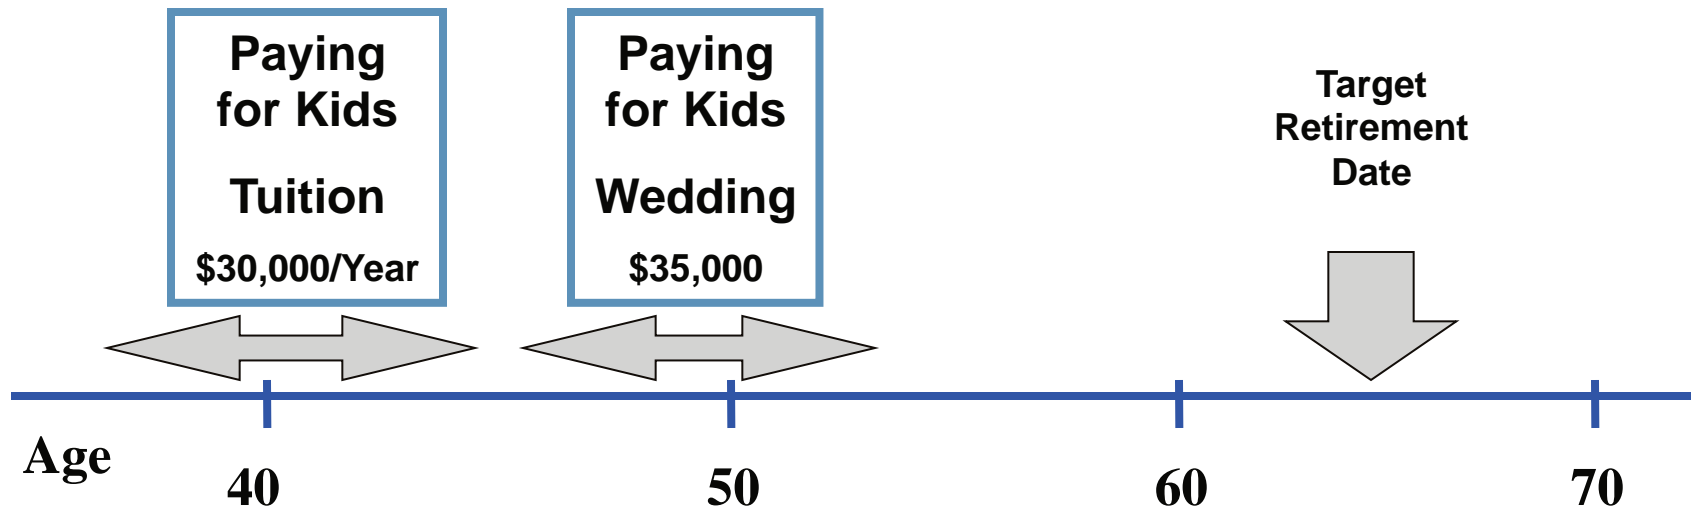 Paying
for Kids
Tuition
$30,000/Year
Paying
for Kids
Wedding
$35,000
Target
Retirement
Date
Age
40
50
60
70